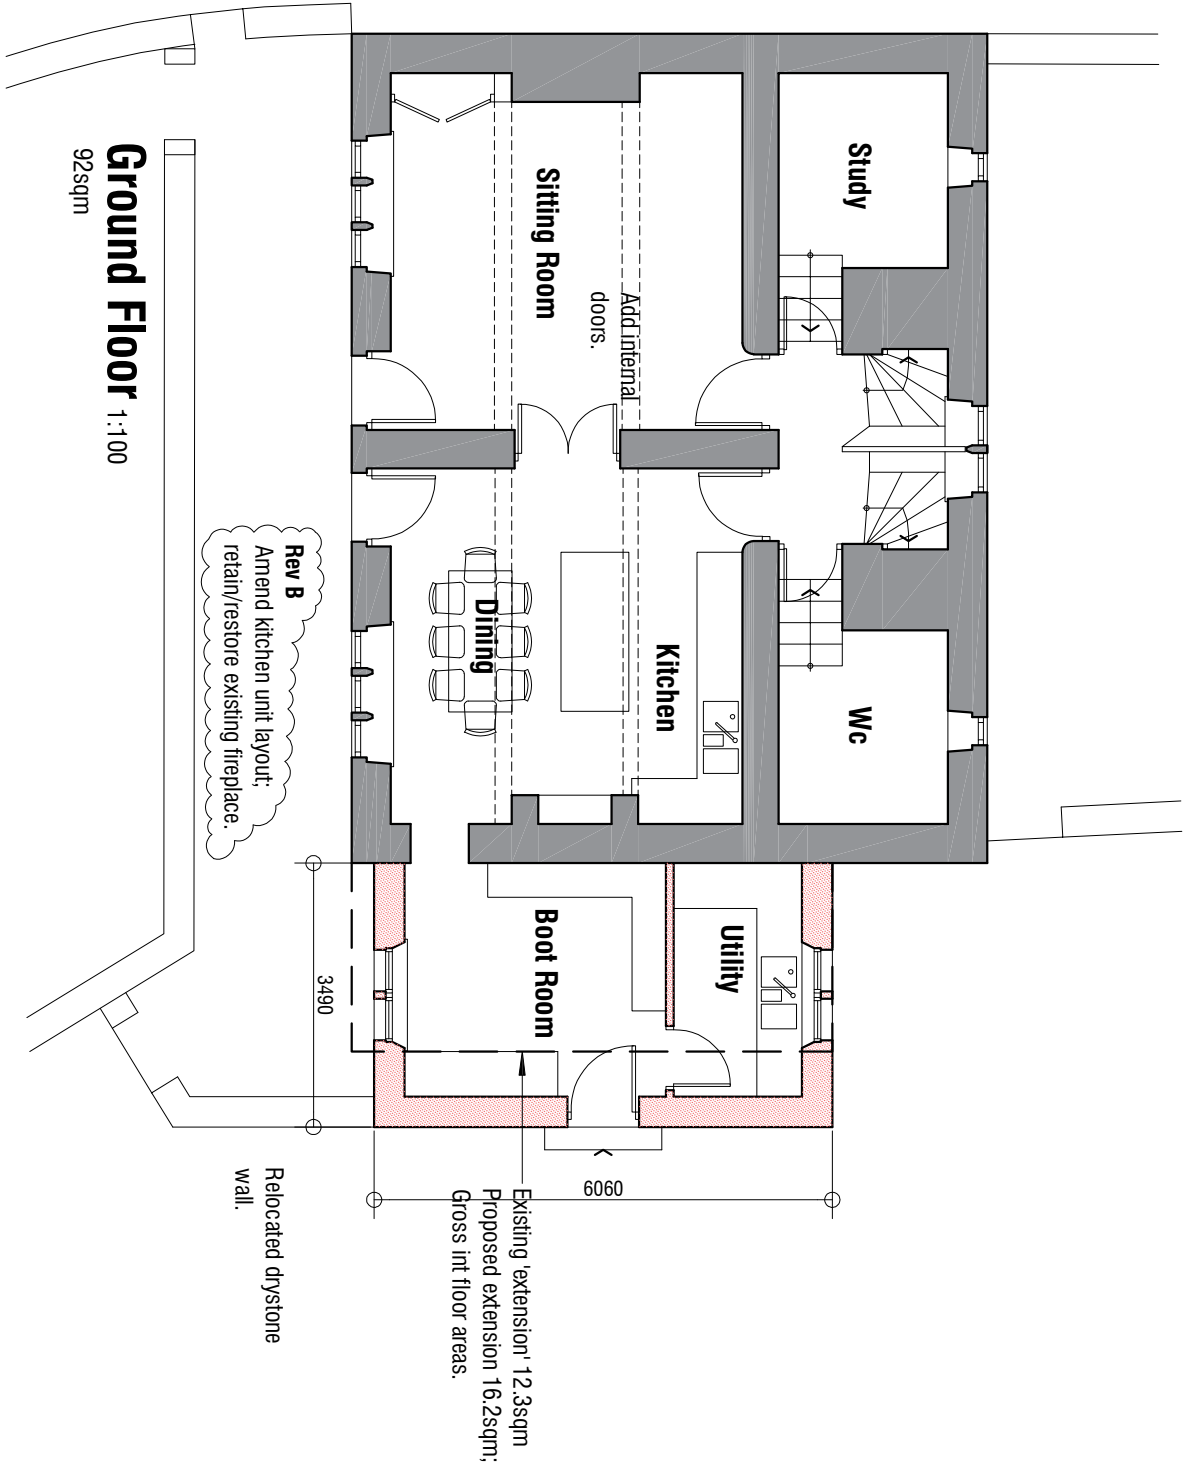 Study
Sitting Room
Add internal
doors.
Ground Floor 1:100
92sqm
Rev B
Amend kitchen unit layout;
retain/restore existing fireplace.
Wc
Kitchen
Dining
Utility
Boot Room
3490
6060
Existing 'extension' 12.3sqm
Proposed extension 16.2sqm;
Gross int floor areas.
Relocated drystone
wall.